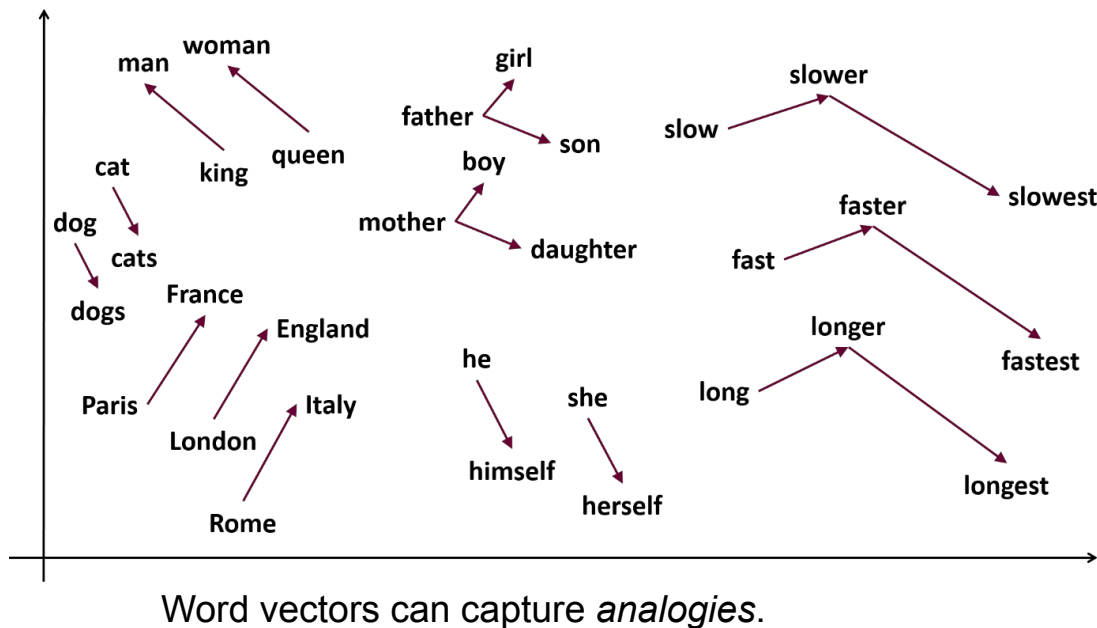 woman
man
girl
slower
father
slow
son
queen
boy
cat
king
slowest
faster
dog
mother
daughter
cats
fast
France
dogs
England
longer
he
fastest
long
she
Paris
Italy
London
himself
longest
herself
Rome
Word vectors can capture analogies.